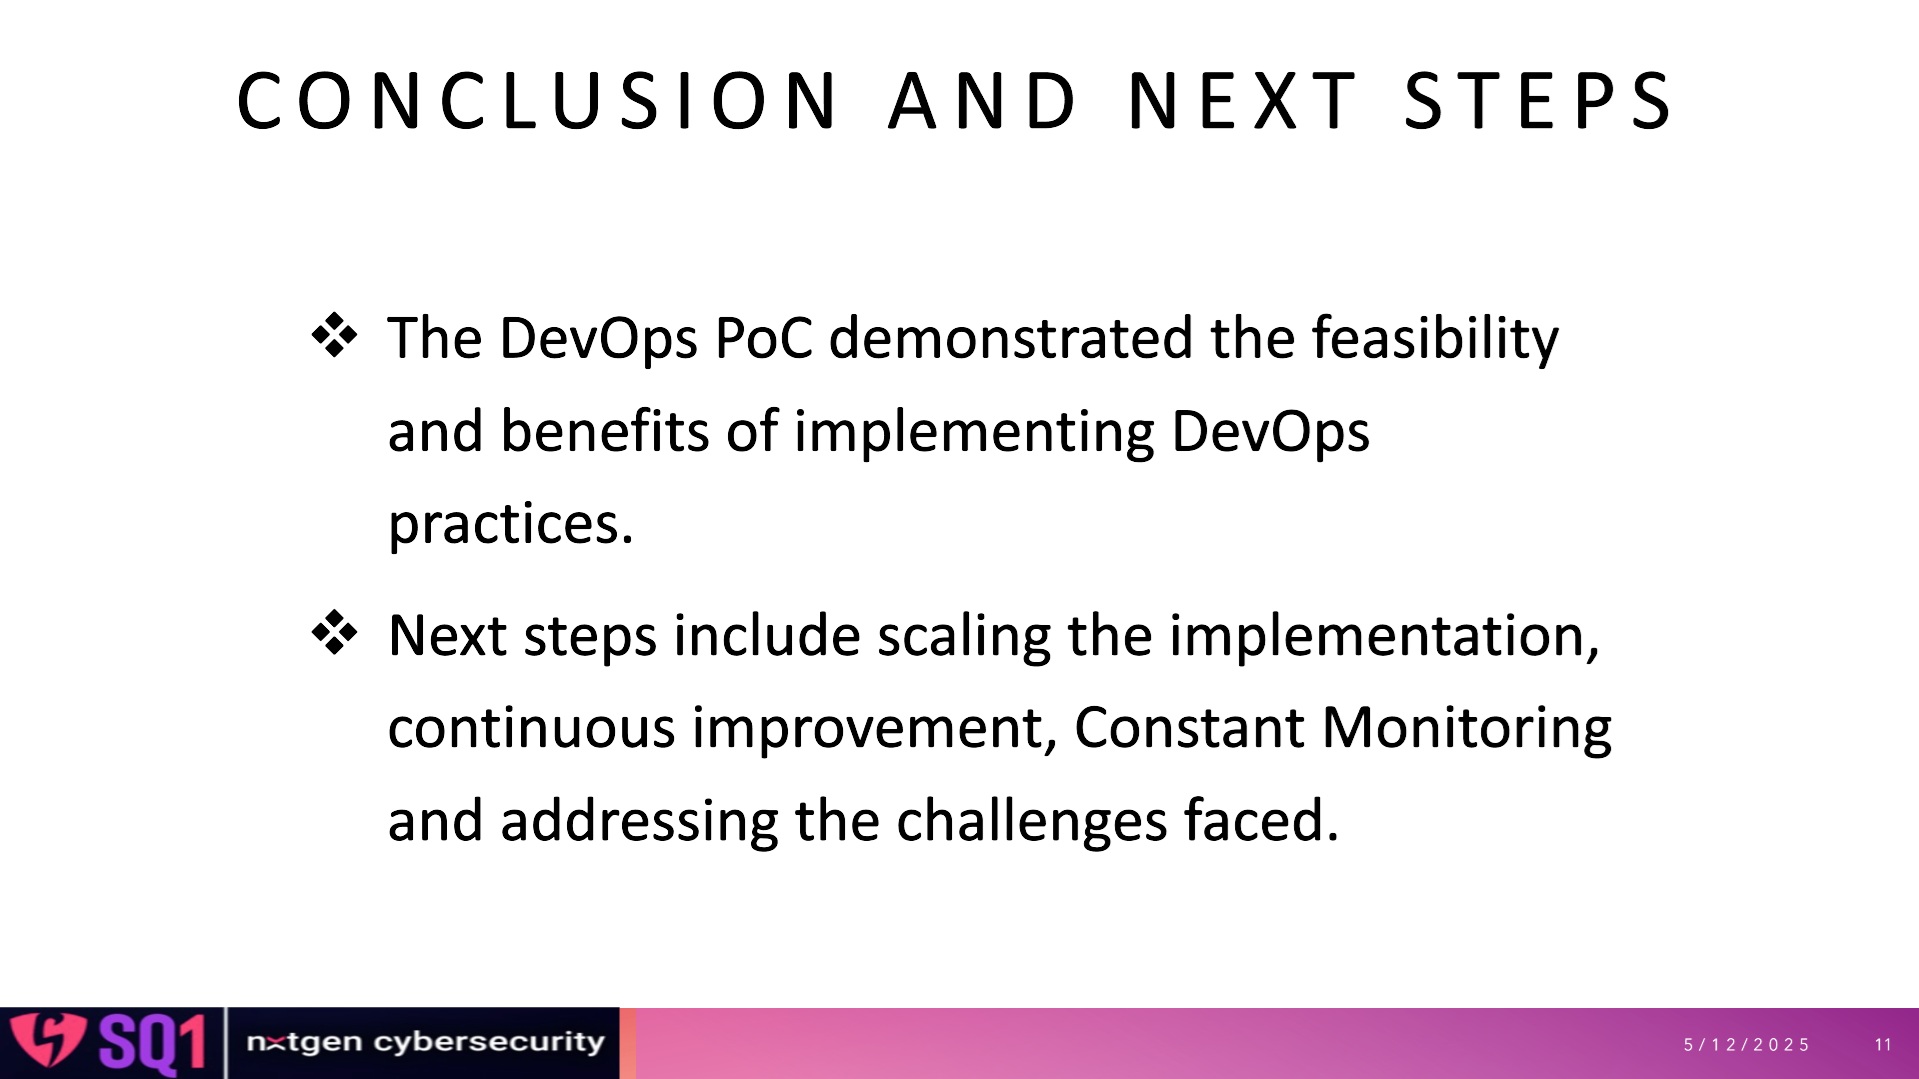 CONCLUSION AND NEXT STEPS
❖ The DevOps PoC demonstrated the feasibility
and benefits of implementing DevOps
practices.
❖ Next steps include scaling the implementation,
continuous improvement, Constant Monitoring
and addressing the challenges faced.
SQ1 | nxtgen cybersecurity
5/12/2025 11